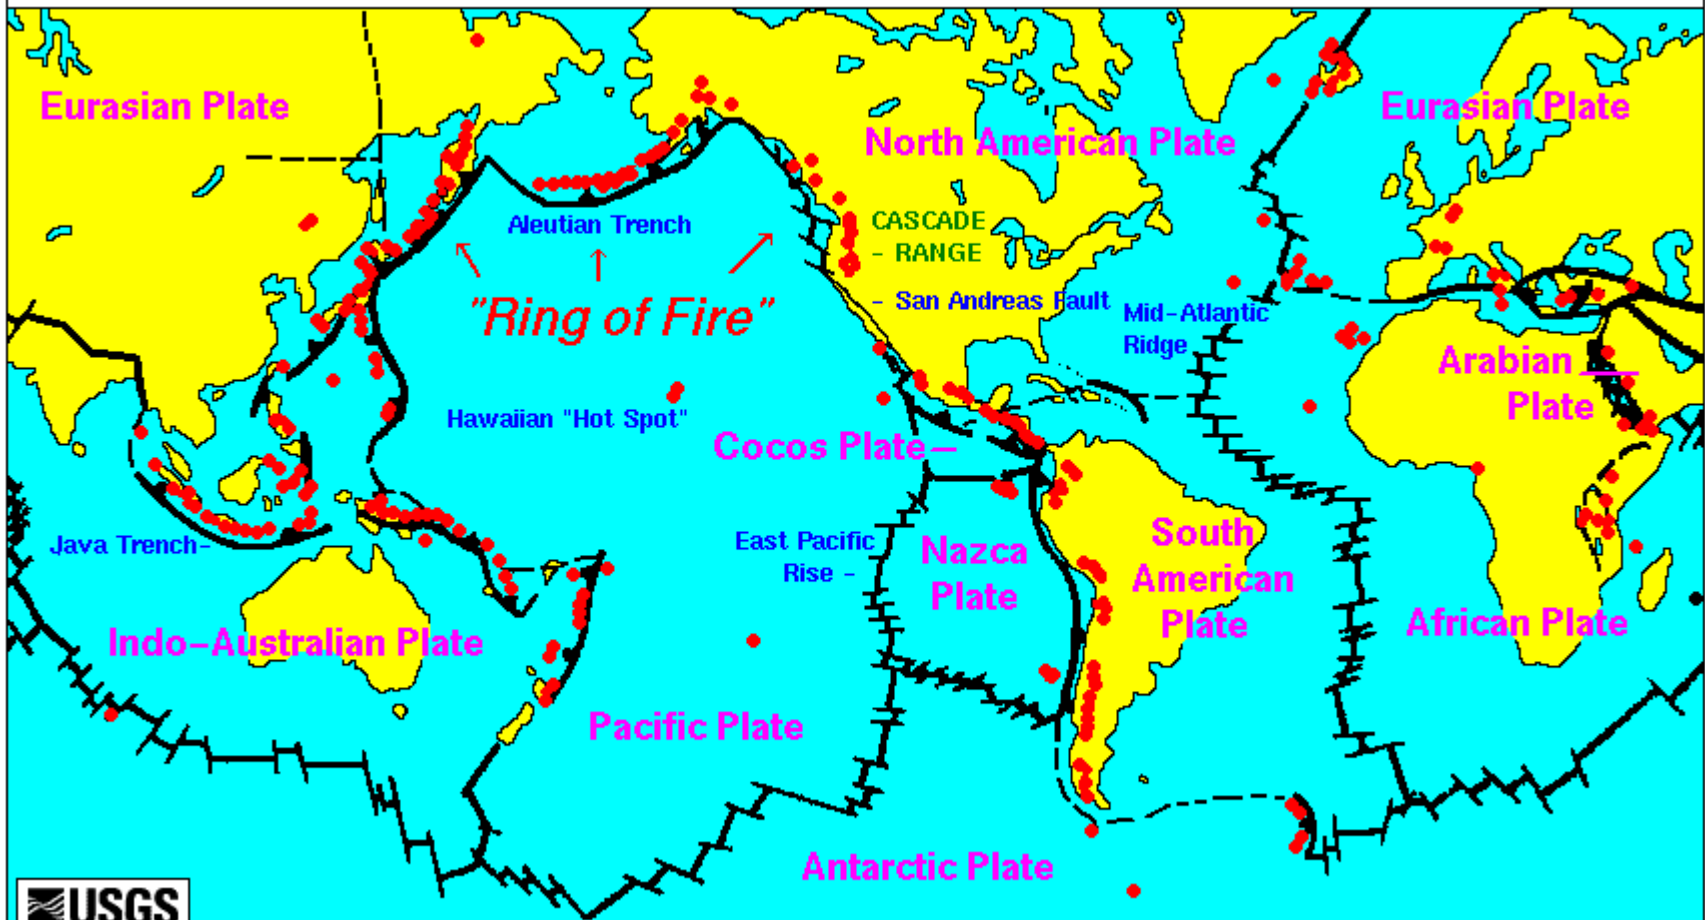 Eurasian Plate
Eurasian Plate
North American Plate
Aleutian Trench
CASCADE
- RANGE
"Ring of Fire"
- San Andreas Fault
Mid-Atlantic
Ridge
Arabian
Plate
Hawaiian "Hot Spot"
Cocos Plate
Java Trench
East Pacific
Rise -
Nazca
Plate
South
American
Plate
Indo-Australian Plate
African Plate
Pacific Plate
Antarctic Plate
USGS